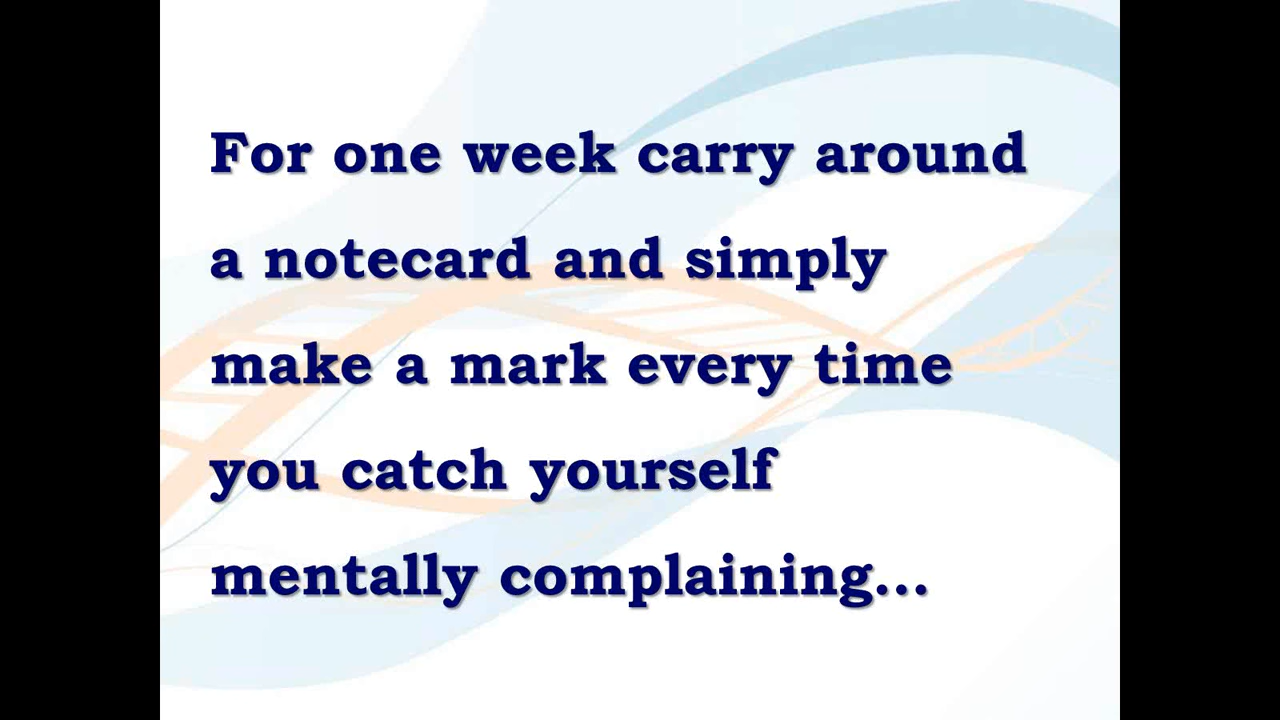 For one week carry around
a notecard and simply
make a mark every time
you catch yourself
mentally complaining...